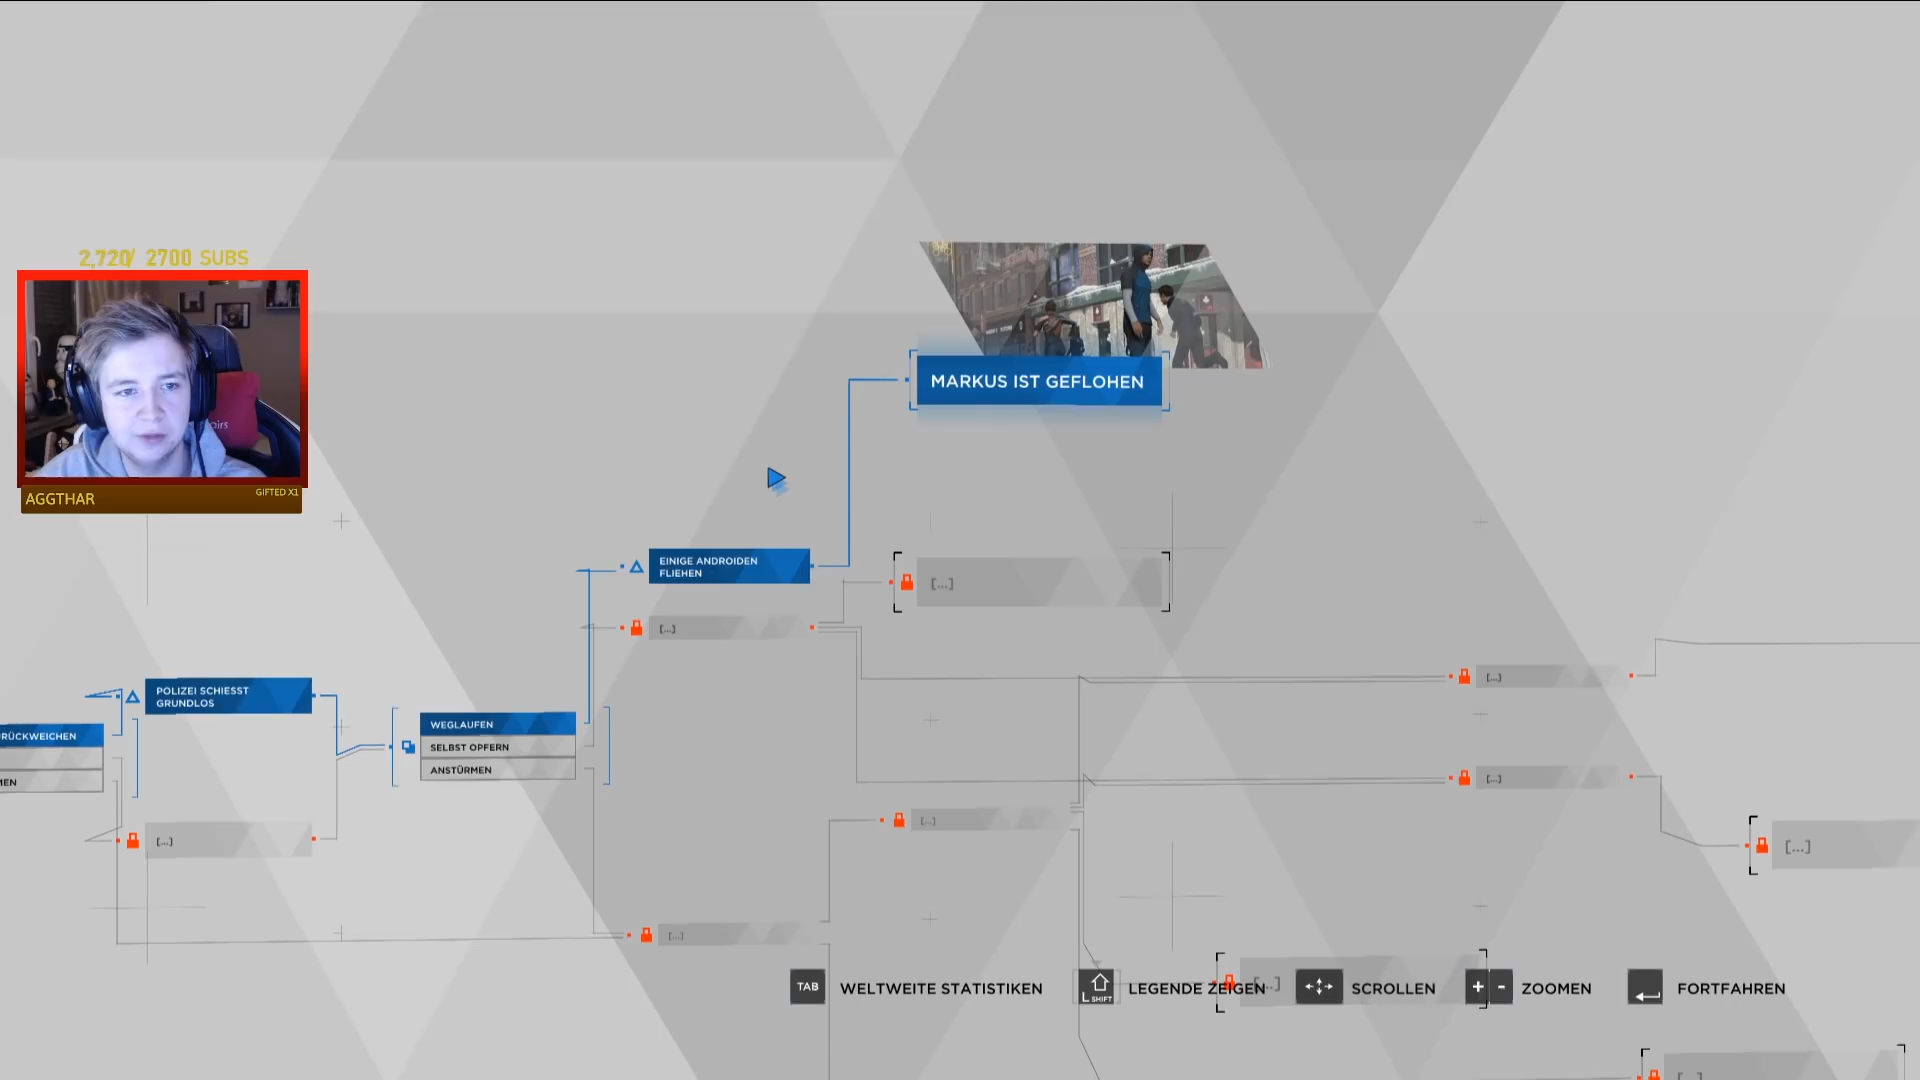 2,720/ 2700 SUBS
AGGTHAR
GIFTED X1
MARKUS IST GEFLOHEN
EINIGE ANDROIDEN
FLIEHEN
[...]
[...]
POLIZEI SCHIESST
GRUNDLOS
RÜCKWEICHEN
MEN
WEGLAUFEN
SELBST OPFERN
ANSTÜRMEN
[...]
[...]
[...]
[...]
[...]
[...]
[...]
TAB WELTWEITE STATISTIKEN
L SHIFT LEGENDE ZEIGEN
SCROLLEN
+ - ZOOMEN
FORTFAHREN
[...]